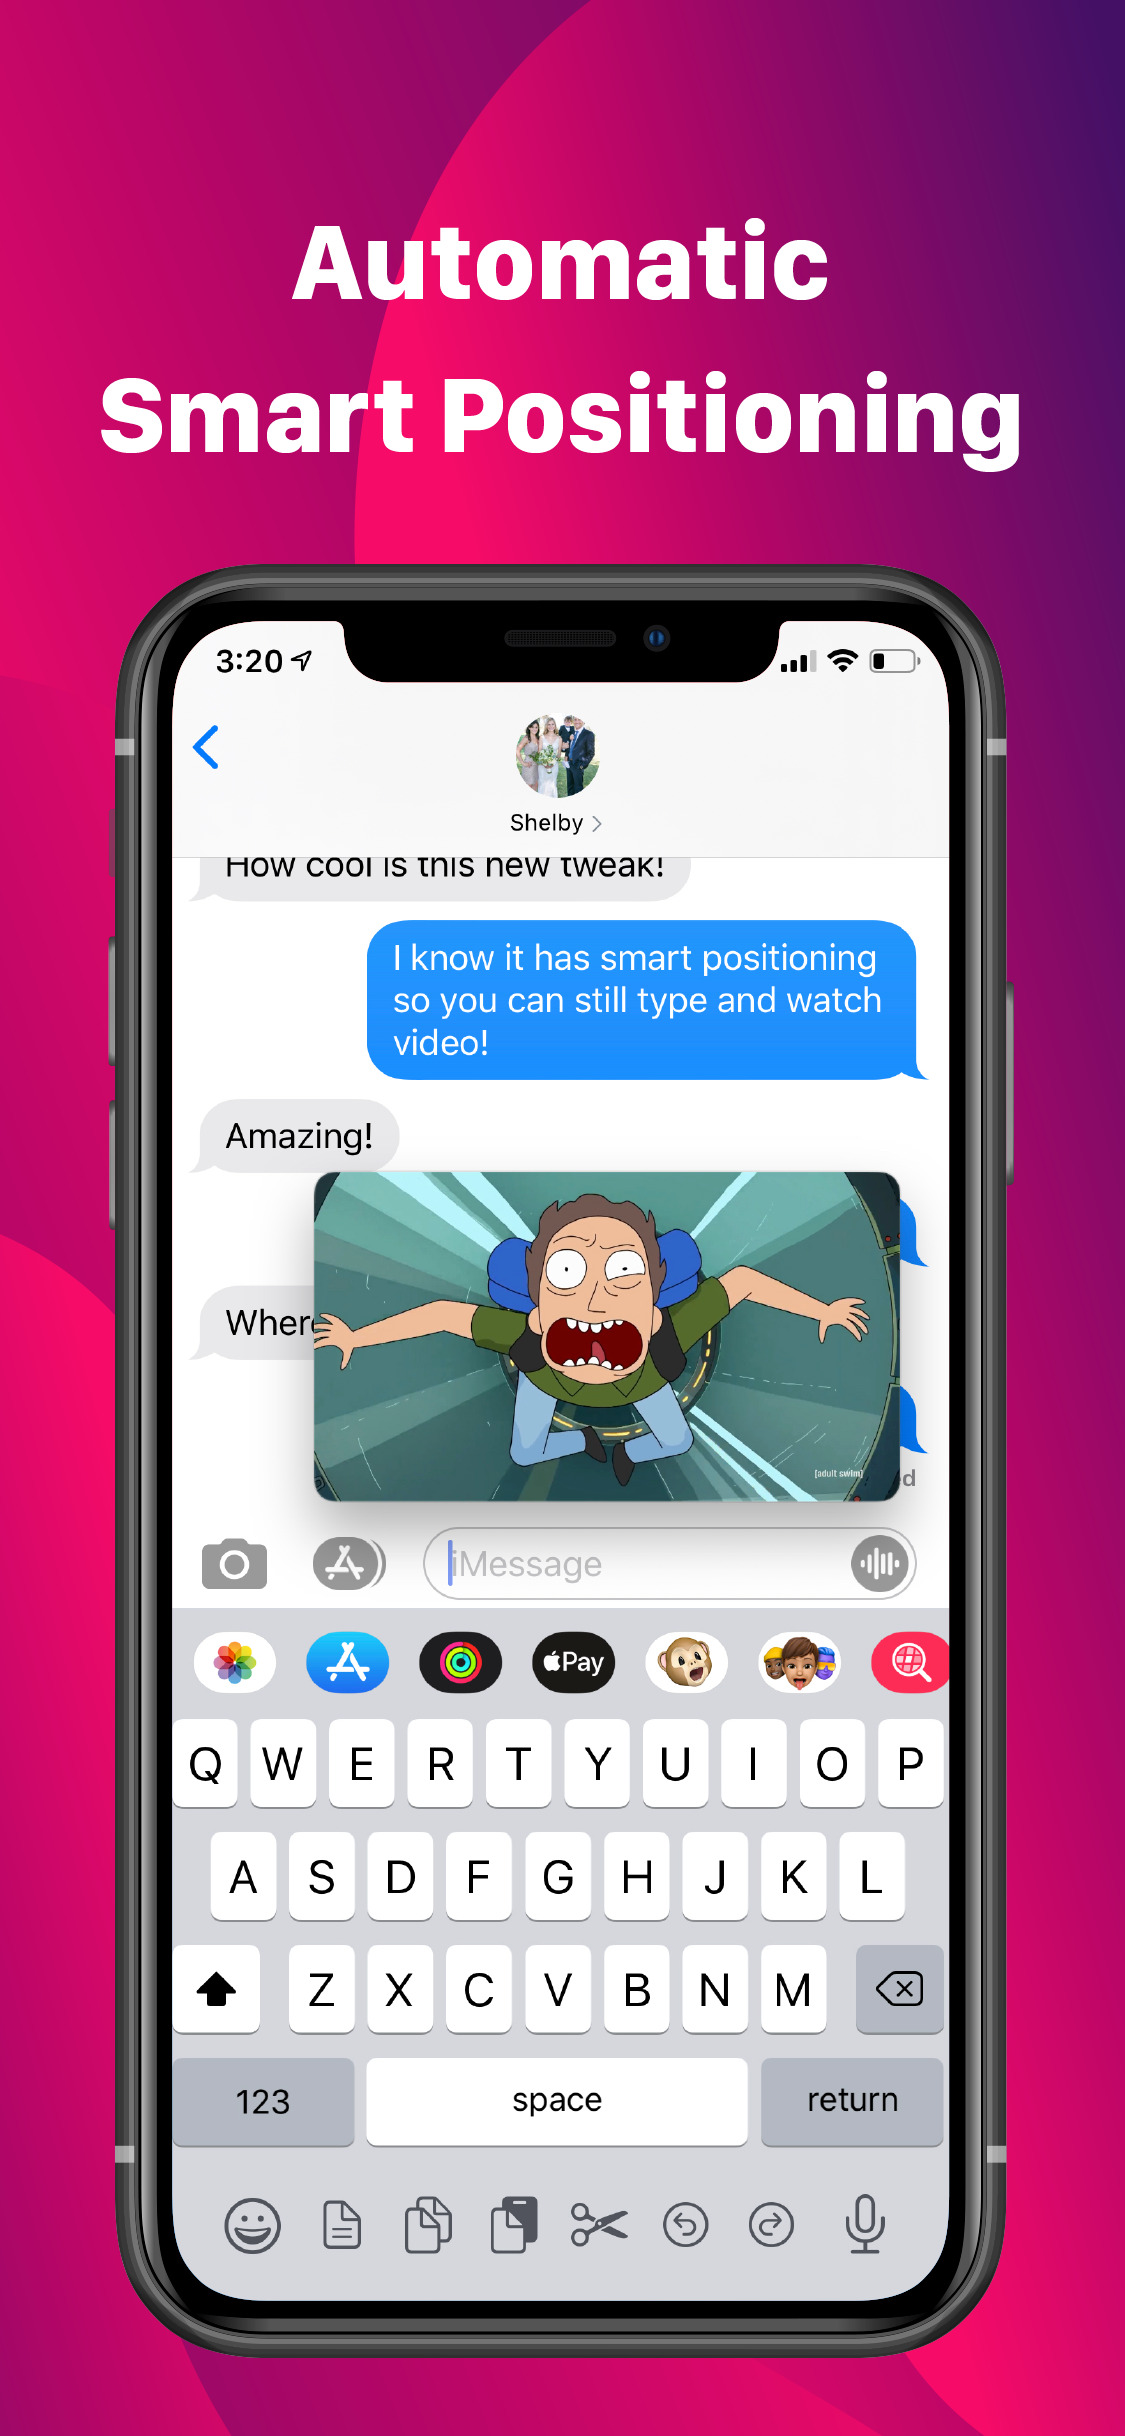 Automatic
Smart Positioning
3:20
Shelby
How cool is this new tweak!
I know it has smart positioning
so you can still type and watch
video!
Amazing!
[adult swim]
iMessage
Pay
Q W E R T Y U I O P
A S D F G H J K L
Z X C V B N M
123 space return